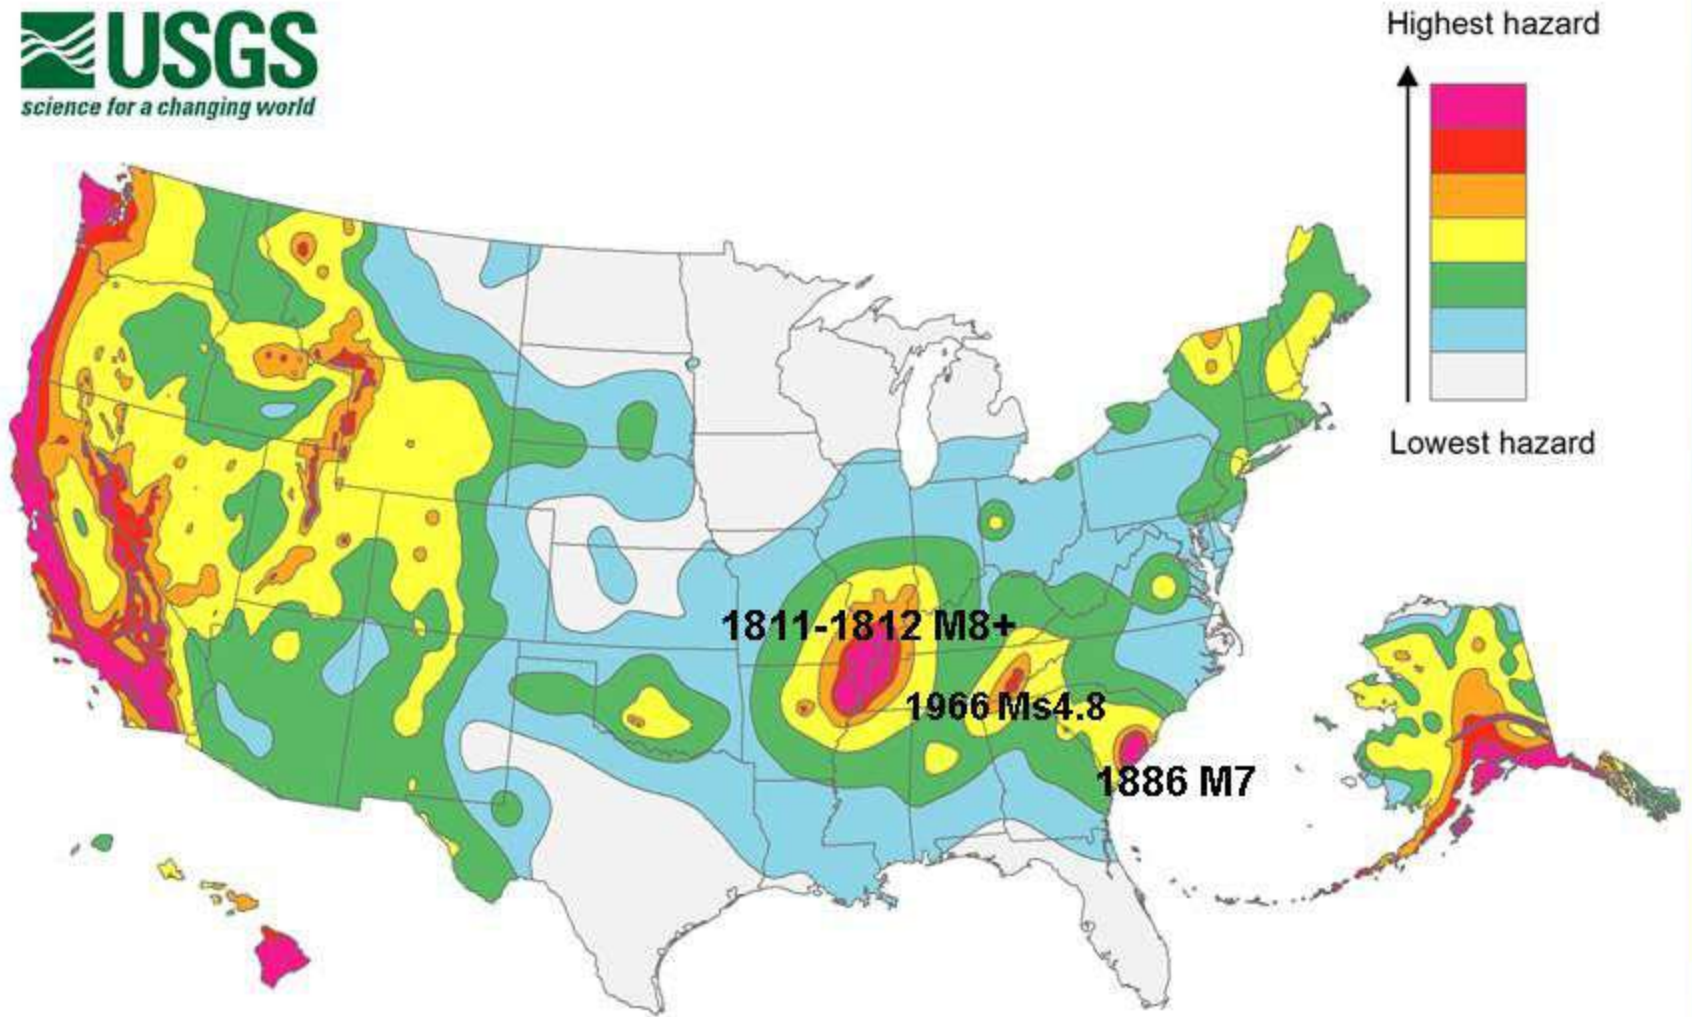 USGS
science for a changing world
Highest hazard
Lowest hazard
1811-1812 M8+
1966 Ms4.8
1886 M7